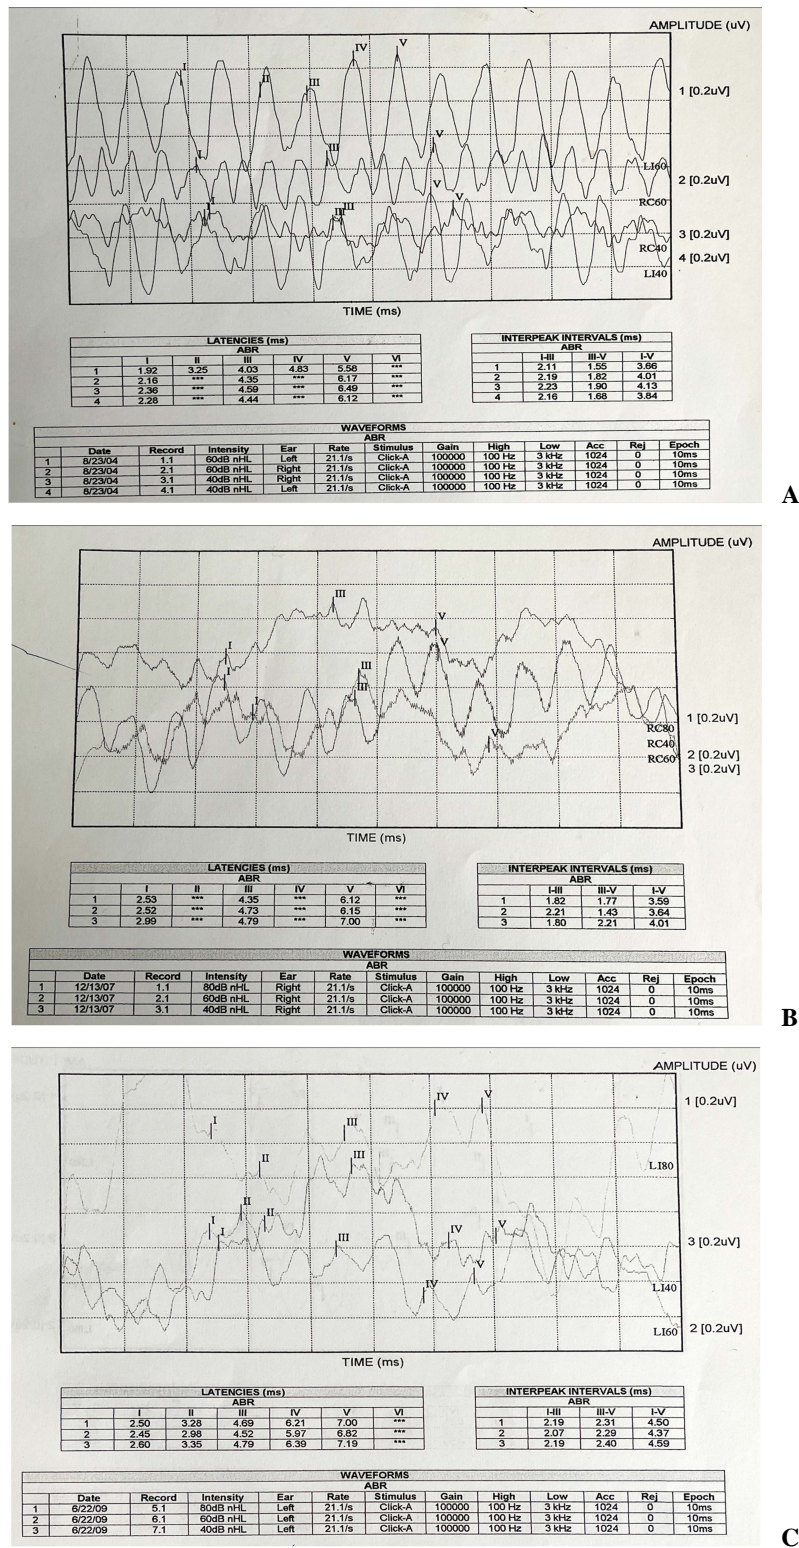 AMPLITUDE (uV)
I
II
III
IV
V
1 [0.2uV]
LI60
I
III
V
2 [0.2uV]
RC60
V
V
III
III
3 [0.2uV]
RC40
4 [0.2uV]
LI40
TIME (ms)
LATENCIES (ms)
ABR
I II III IV V VI
1 1.92 3.25 4.03 4.83 5.58 ***
2 2.16 *** 4.35 *** 6.17 ***
3 2.36 *** 4.59 *** 6.49 ***
4 2.28 *** 4.44 *** 6.12 ***
INTERPEAK INTERVALS (ms)
ABR
I-III III-V I-V
1 2.11 1.55 3.66
2 2.19 1.82 4.01
3 2.23 1.90 4.13
4 2.16 1.68 3.84
WAVEFORMS
ABR
Date Record Intensity Ear Rate Stimulus Gain High Low Acc Rej Epoch
1 8/23/04 1.1 60dB nHL Left 21.1/s Click-A 100000 100 Hz 3 kHz 1024 0 10ms
2 8/23/04 2.1 60dB nHL Right 21.1/s Click-A 100000 100 Hz 3 kHz 1024 0 10ms
3 8/23/04 3.1 40dB nHL Right 21.1/s Click-A 100000 100 Hz 3 kHz 1024 0 10ms
4 8/23/04 4.1 40dB nHL Left 21.1/s Click-A 100000 100 Hz 3 kHz 1024 0 10ms
A
AMPLITUDE (uV)
III
V
I
V
I
III
III
I
V
1 [0.2uV]
RC80
RC40
2 [0.2uV]
RC60
3 [0.2uV]
TIME (ms)
LATENCIES (ms)
ABR
I II III IV V VI
1 2.53 *** 4.35 *** 6.12 ***
2 2.52 *** 4.73 *** 6.15 ***
3 2.99 *** 4.79 *** 7.00 ***
INTERPEAK INTERVALS (ms)
ABR
I-III III-V I-V
1 1.82 1.77 3.59
2 2.21 1.43 3.64
3 1.80 2.21 4.01
WAVEFORMS
ABR
Date Record Intensity Ear Rate Stimulus Gain High Low Acc Rej Epoch
1 12/13/07 1.1 80dB nHL Right 21.1/s Click-A 100000 100 Hz 3 kHz 1024 0 10ms
2 12/13/07 2.1 60dB nHL Right 21.1/s Click-A 100000 100 Hz 3 kHz 1024 0 10ms
3 12/13/07 3.1 40dB nHL Right 21.1/s Click-A 100000 100 Hz 3 kHz 1024 0 10ms
B
AMPLITUDE (uV)
1 [0.2uV]
I
II
III
IV
V
LI80
III
II
I
I
II
III
IV
V
3 [0.2uV]
V
IV
LI40
LI60
2 [0.2uV]
TIME (ms)
LATENCIES (ms)
ABR
I II III IV V VI
1 2.50 3.28 4.69 6.21 7.00 ***
2 2.45 2.98 4.52 5.97 6.82 ***
3 2.60 3.35 4.79 6.39 7.19 ***
INTERPEAK INTERVALS (ms)
ABR
I-III III-V I-V
1 2.19 2.31 4.50
2 2.07 2.29 4.37
3 2.19 2.40 4.59
WAVEFORMS
ABR
Date Record Intensity Ear Rate Stimulus Gain High Low Acc Rej Epoch
1 6/22/09 5.1 80dB nHL Left 21.1/s Click-A 100000 100 Hz 3 kHz 1024 0 10ms
2 6/22/09 6.1 60dB nHL Left 21.1/s Click-A 100000 100 Hz 3 kHz 1024 0 10ms
3 6/22/09 7.1 40dB nHL Left 21.1/s Click-A 100000 100 Hz 3 kHz 1024 0 10ms
C